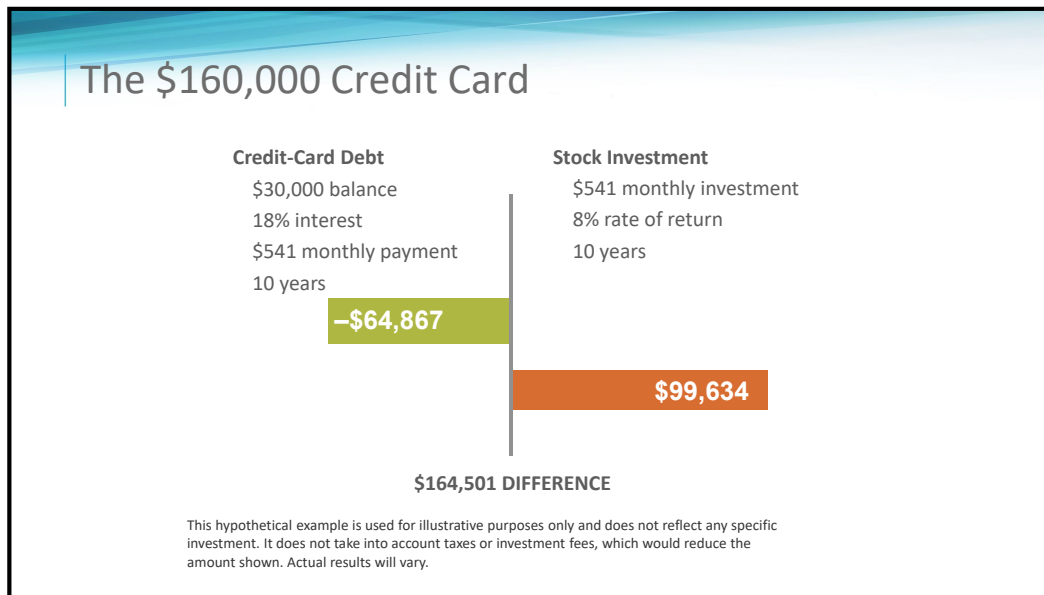 The $160,000 Credit Card
Credit-Card Debt
$30,000 balance
18% interest
$541 monthly payment
10 years
Stock Investment
$541 monthly investment
8% rate of return
10 years
–$64,867
$99,634
$164,501 DIFFERENCE
This hypothetical example is used for illustrative purposes only and does not reflect any specific
investment. It does not take into account taxes or investment fees, which would reduce the
amount shown. Actual results will vary.